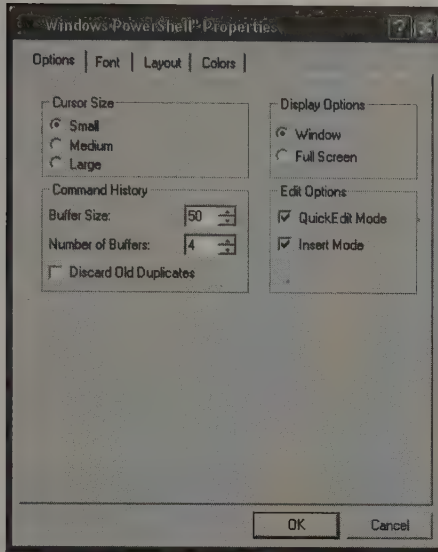 Windows PowerShell Properties
Options
Font
Layout
Colors
Cursor Size
Small
Medium
Large
Display Options
Window
Full Screen
Command History
Buffer Size: 50
Number of Buffers: 4
Discard Old Duplicates
Edit Options
QuickEdit Mode
Insert Mode
OK
Cancel